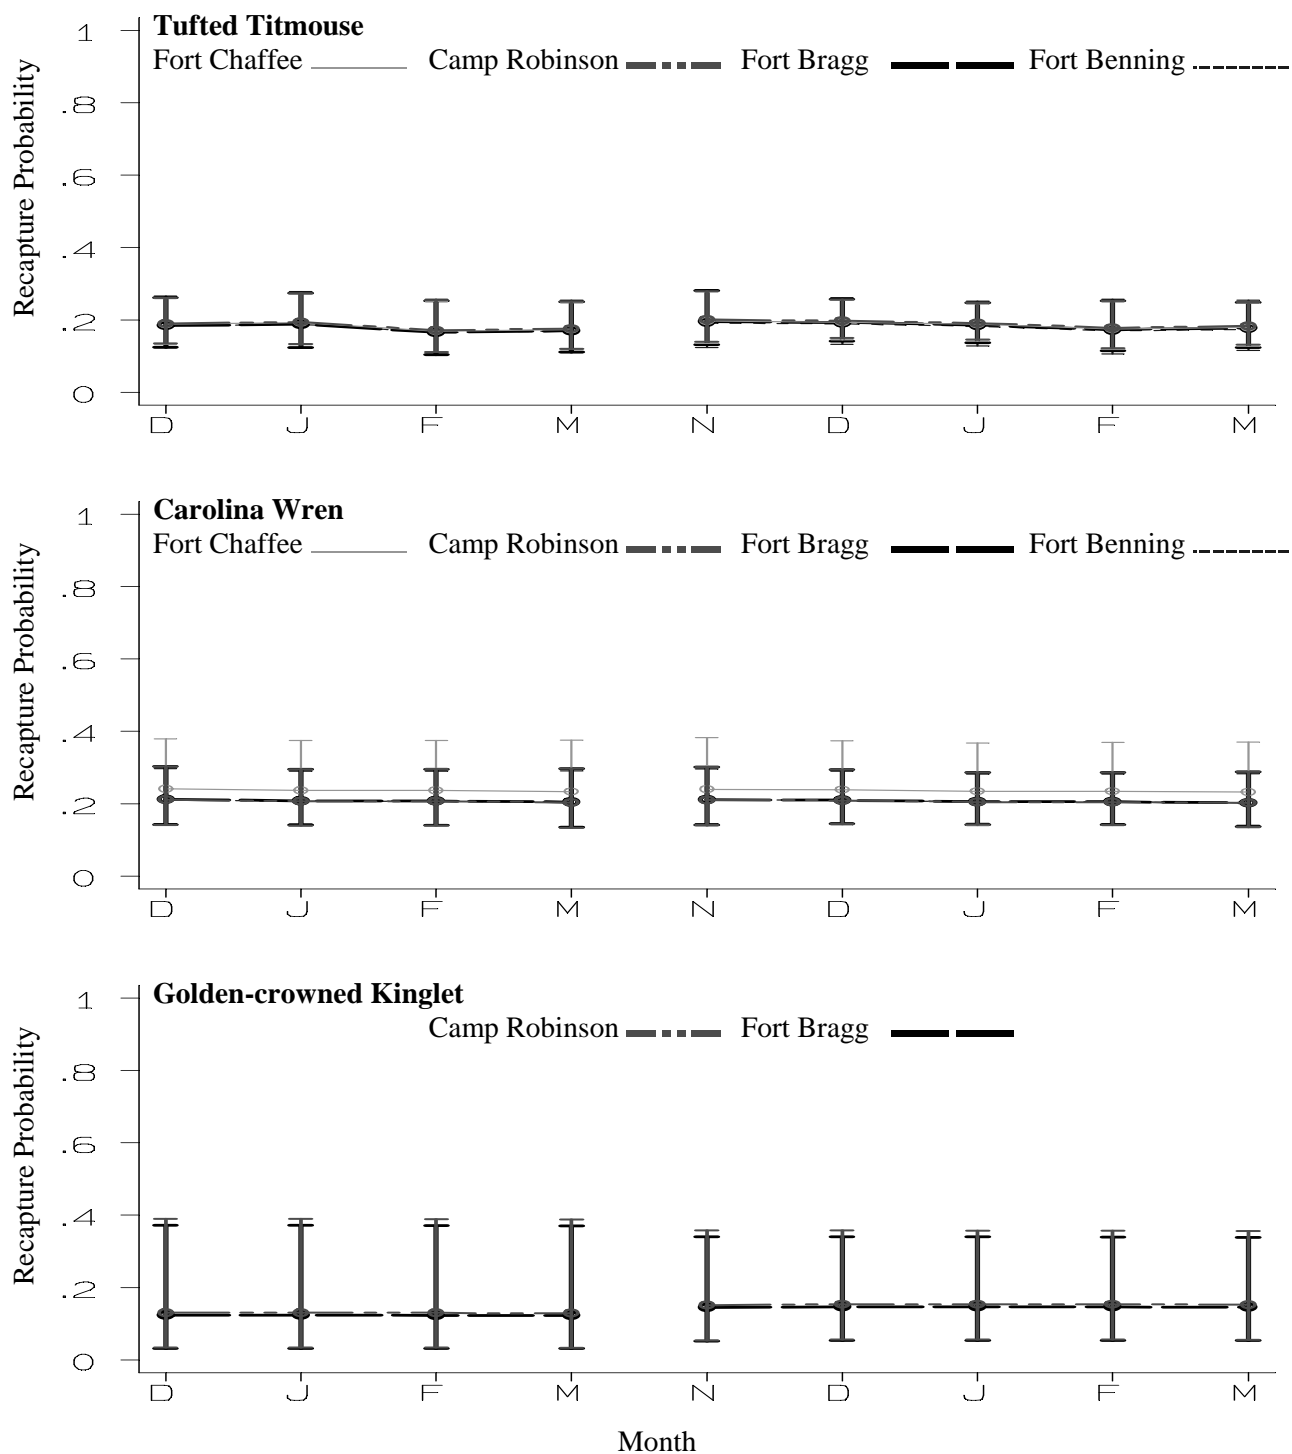 Tufted Titmouse
Fort Chaffee Camp Robinson Fort Bragg Fort Benning
Recapture Probability
1
.8
.6
.4
.2
0
D J F M N D J F M
Carolina Wren
Fort Chaffee Camp Robinson Fort Bragg Fort Benning
Recapture Probability
1
.8
.6
.4
.2
0
D J F M N D J F M
Golden-crowned Kinglet
Camp Robinson Fort Bragg
Recapture Probability
1
.8
.6
.4
.2
0
D J F M N D J F M
Month